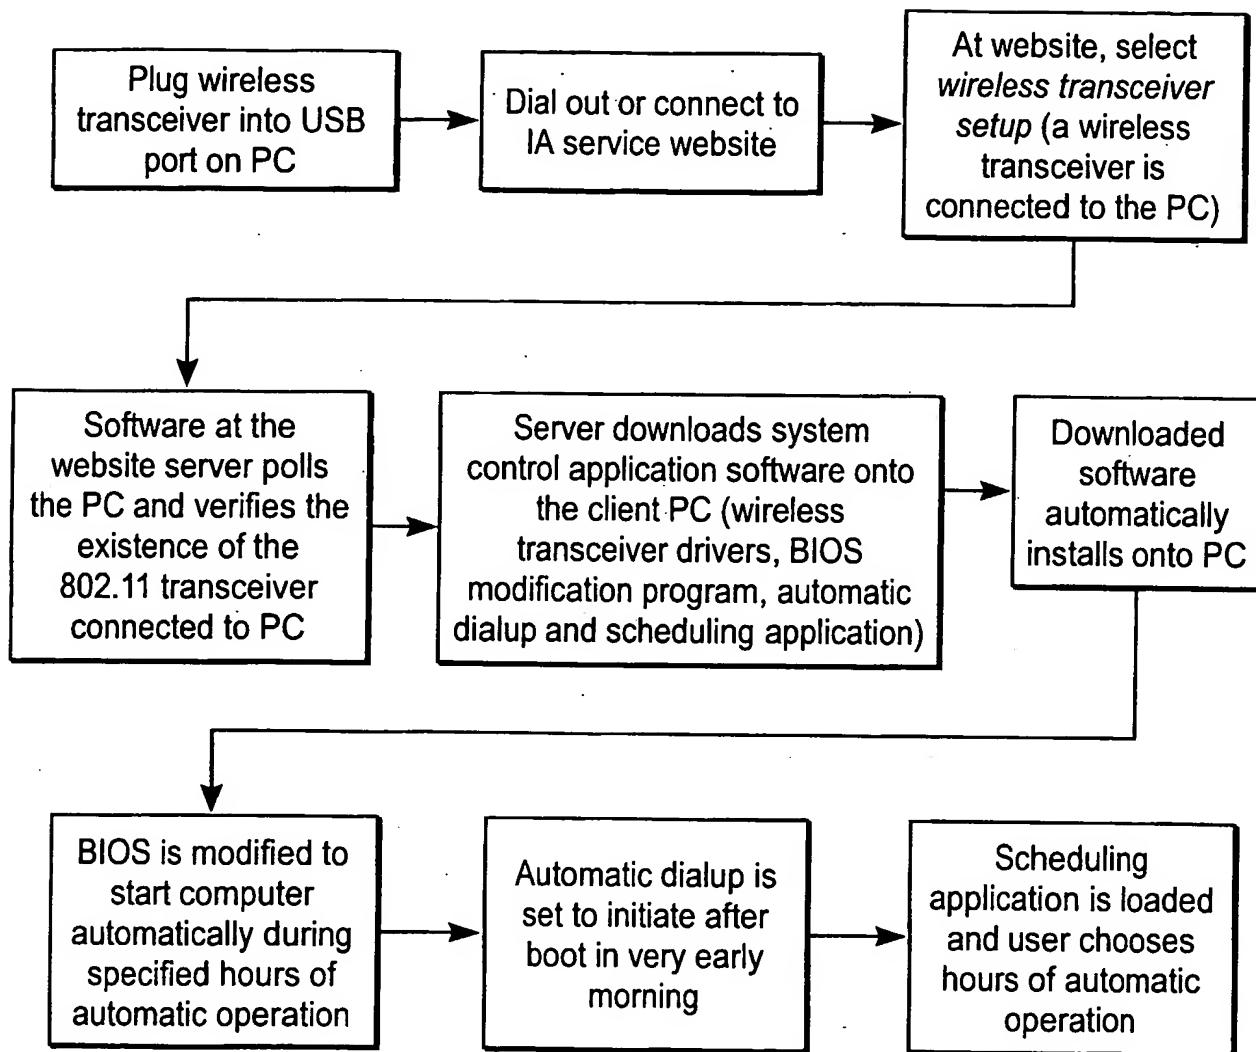 Plug wireless
transceiver into USB
port on PC
Dial out or connect to
IA service website
At website, select
wireless transceiver
setup (a wireless
transceiver is
connected to the PC)
Software at the
website server polls
the PC and verifies the
existence of the
802.11 transceiver
connected to PC
Server downloads system
control application software onto
the client PC (wireless
transceiver drivers, BIOS
modification program, automatic
dialup and scheduling application)
Downloaded
software
automatically
installs onto PC
BIOS is modified to
start computer
automatically during
specified hours of
automatic operation
Automatic dialup is
set to initiate after
boot in very early
morning
Scheduling
application is loaded
and user chooses
hours of automatic
operation